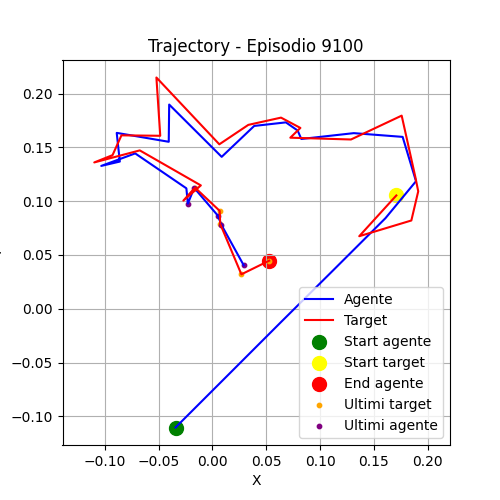 Trajectory - Episodio 9100
0.20
0.15
0.10
0.05
0.00
−0.05
−0.10
−0.10 −0.05 0.00 0.05 0.10 0.15 0.20
X
Agente
Target
Start agente
Start target
End agente
Ultimi target
Ultimi agente